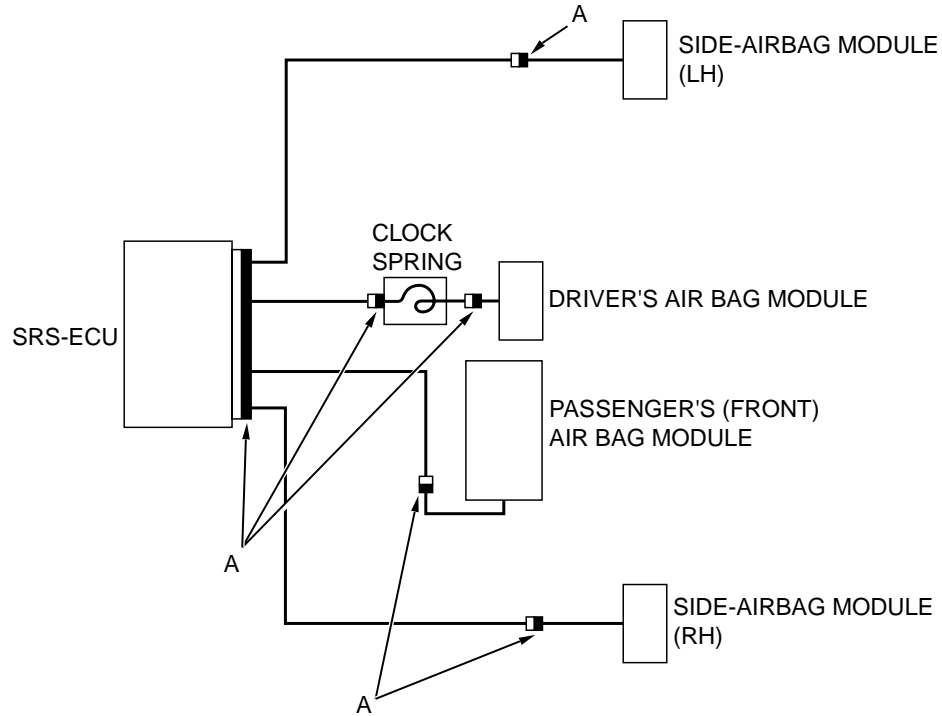 A
SIDE-AIRBAG MODULE
(LH)
CLOCK
SPRING
DRIVER'S AIR BAG MODULE
SRS-ECU
PASSENGER'S (FRONT)
AIR BAG MODULE
A
SIDE-AIRBAG MODULE
(RH)
A